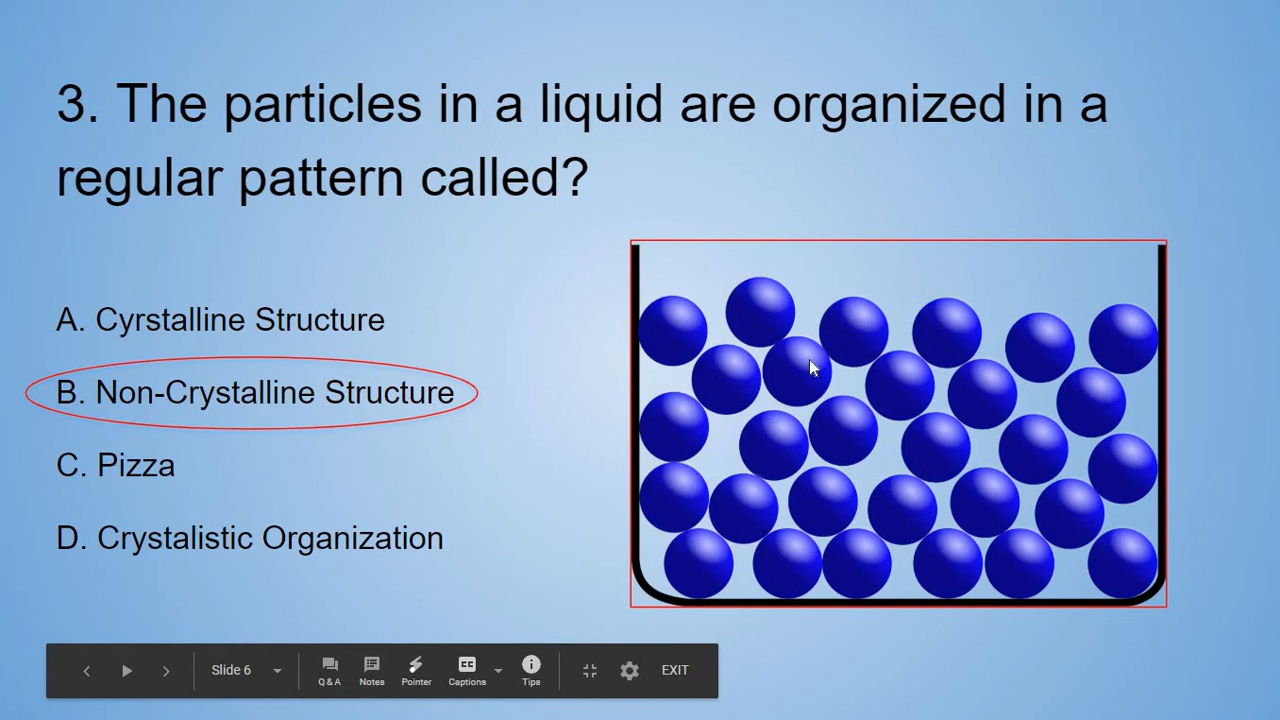 3. The particles in a liquid are organized in a
regular pattern called?
A. Cyrstalline Structure
B. Non-Crystalline Structure
C. Pizza
D. Crystalistic Organization
Slide 6
Q & A
Notes
Pointer
CC
Captions
Tips
EXIT